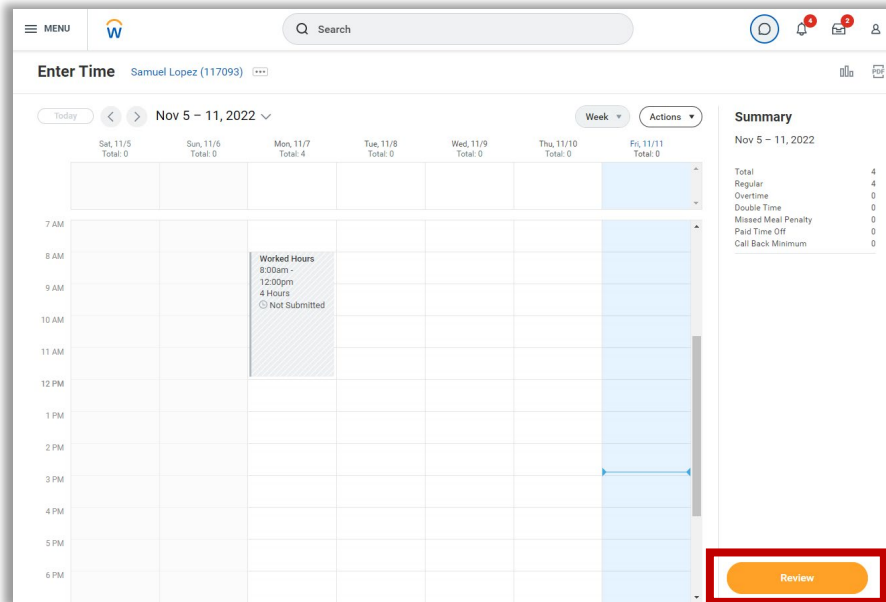 MENU
W
Search
4
2
Enter Time Samuel Lopez (117093)
PDF
Today Nov 5 – 11, 2022 Week Actions
Sat, 11/5
Total: 0
Sun, 11/6
Total: 0
Mon, 11/7
Total: 4
Tue, 11/8
Total: 0
Wed, 11/9
Total: 0
Thu, 11/10
Total: 0
Fri, 11/11
Total: 0
7 AM
8 AM
9 AM
10 AM
11 AM
12 PM
1 PM
2 PM
3 PM
4 PM
5 PM
6 PM
Worked Hours
8:00am -
12:00pm
4 Hours
Not Submitted
Summary
Nov 5 – 11, 2022
Total 4
Regular 4
Overtime 0
Double Time 0
Missed Meal Penalty 0
Paid Time Off 0
Call Back Minimum 0
Review